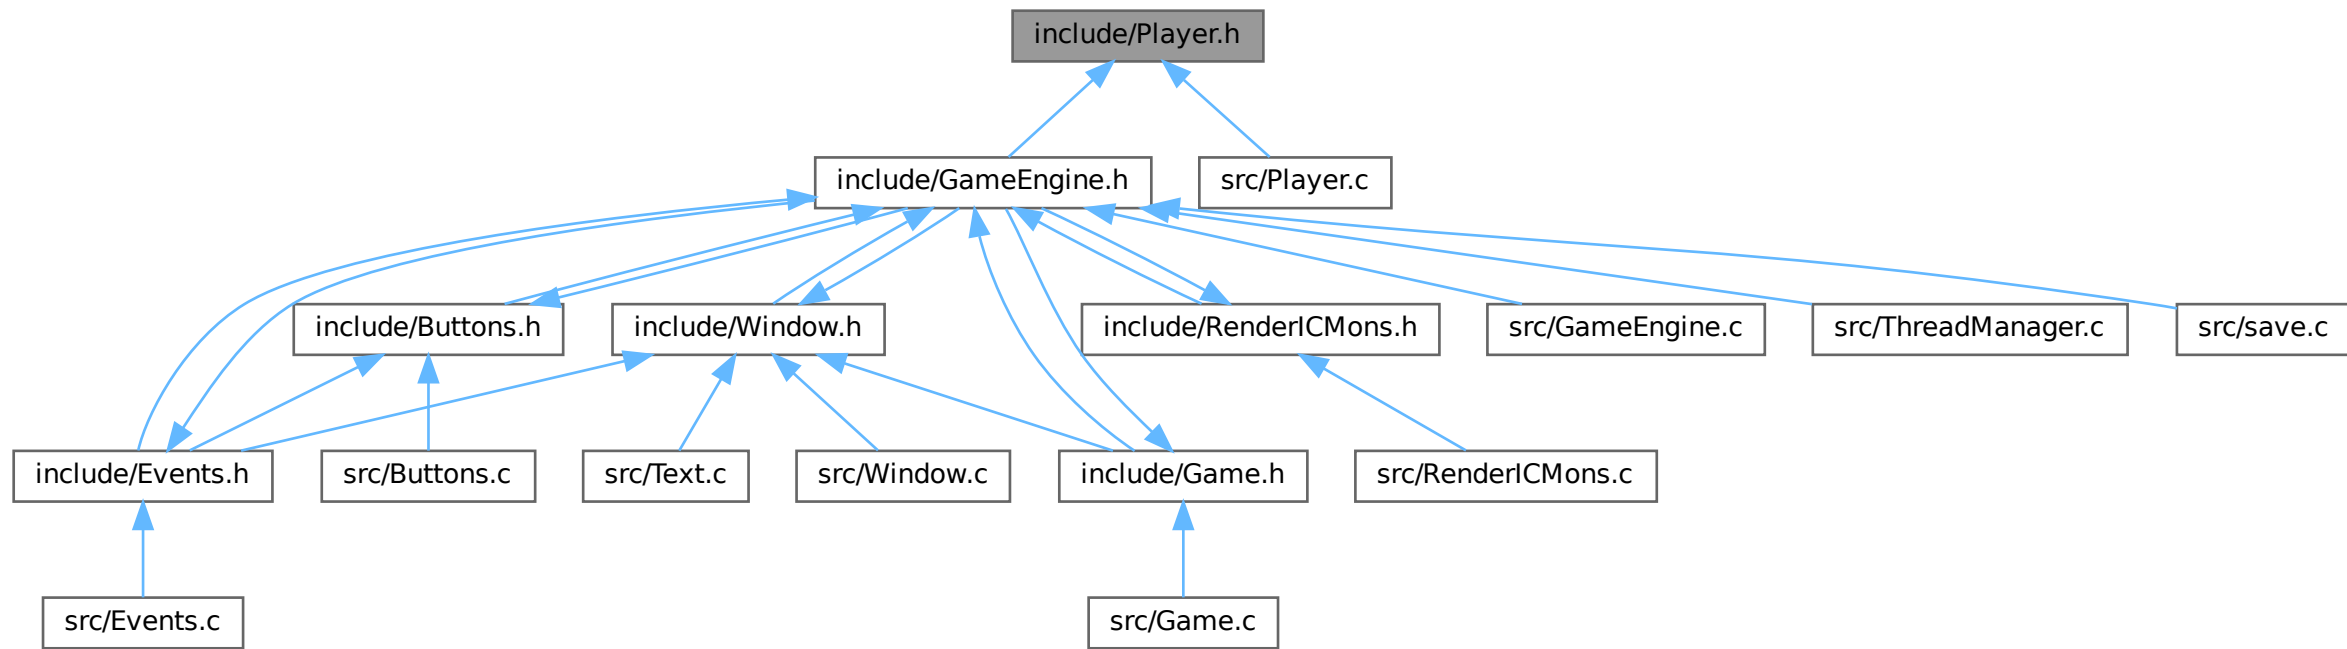 include/Player.h
include/GameEngine.h
src/Player.c
include/Buttons.h
include/Window.h
include/RenderICMons.h
src/GameEngine.c
src/ThreadManager.c
src/save.c
include/Events.h
src/Buttons.c
src/Text.c
src/Window.c
include/Game.h
src/RenderICMons.c
src/Events.c
src/Game.c